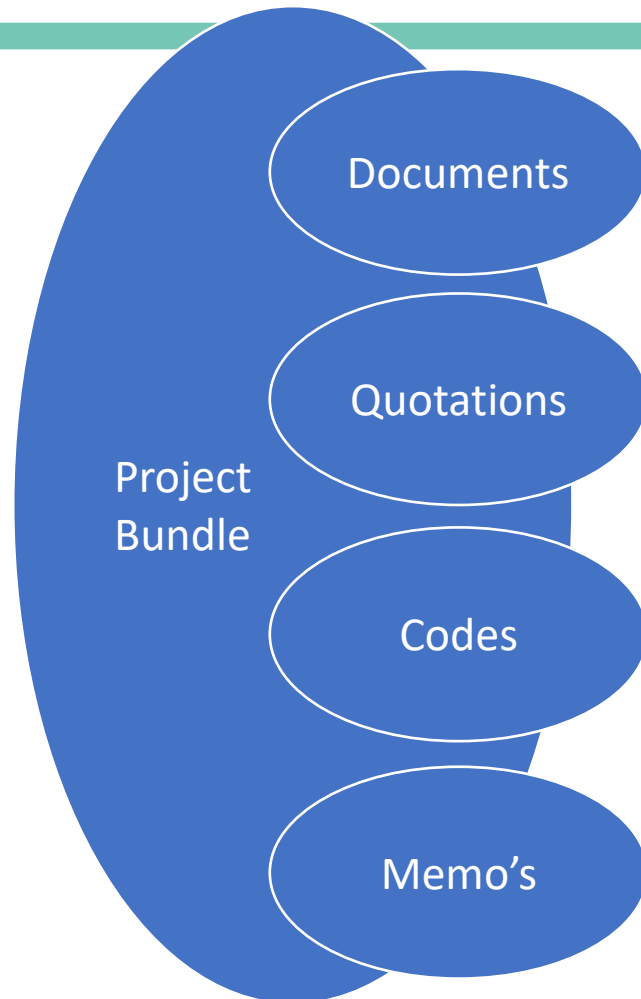 Documents
Quotations
Project
Bundle
Codes
Memo’s